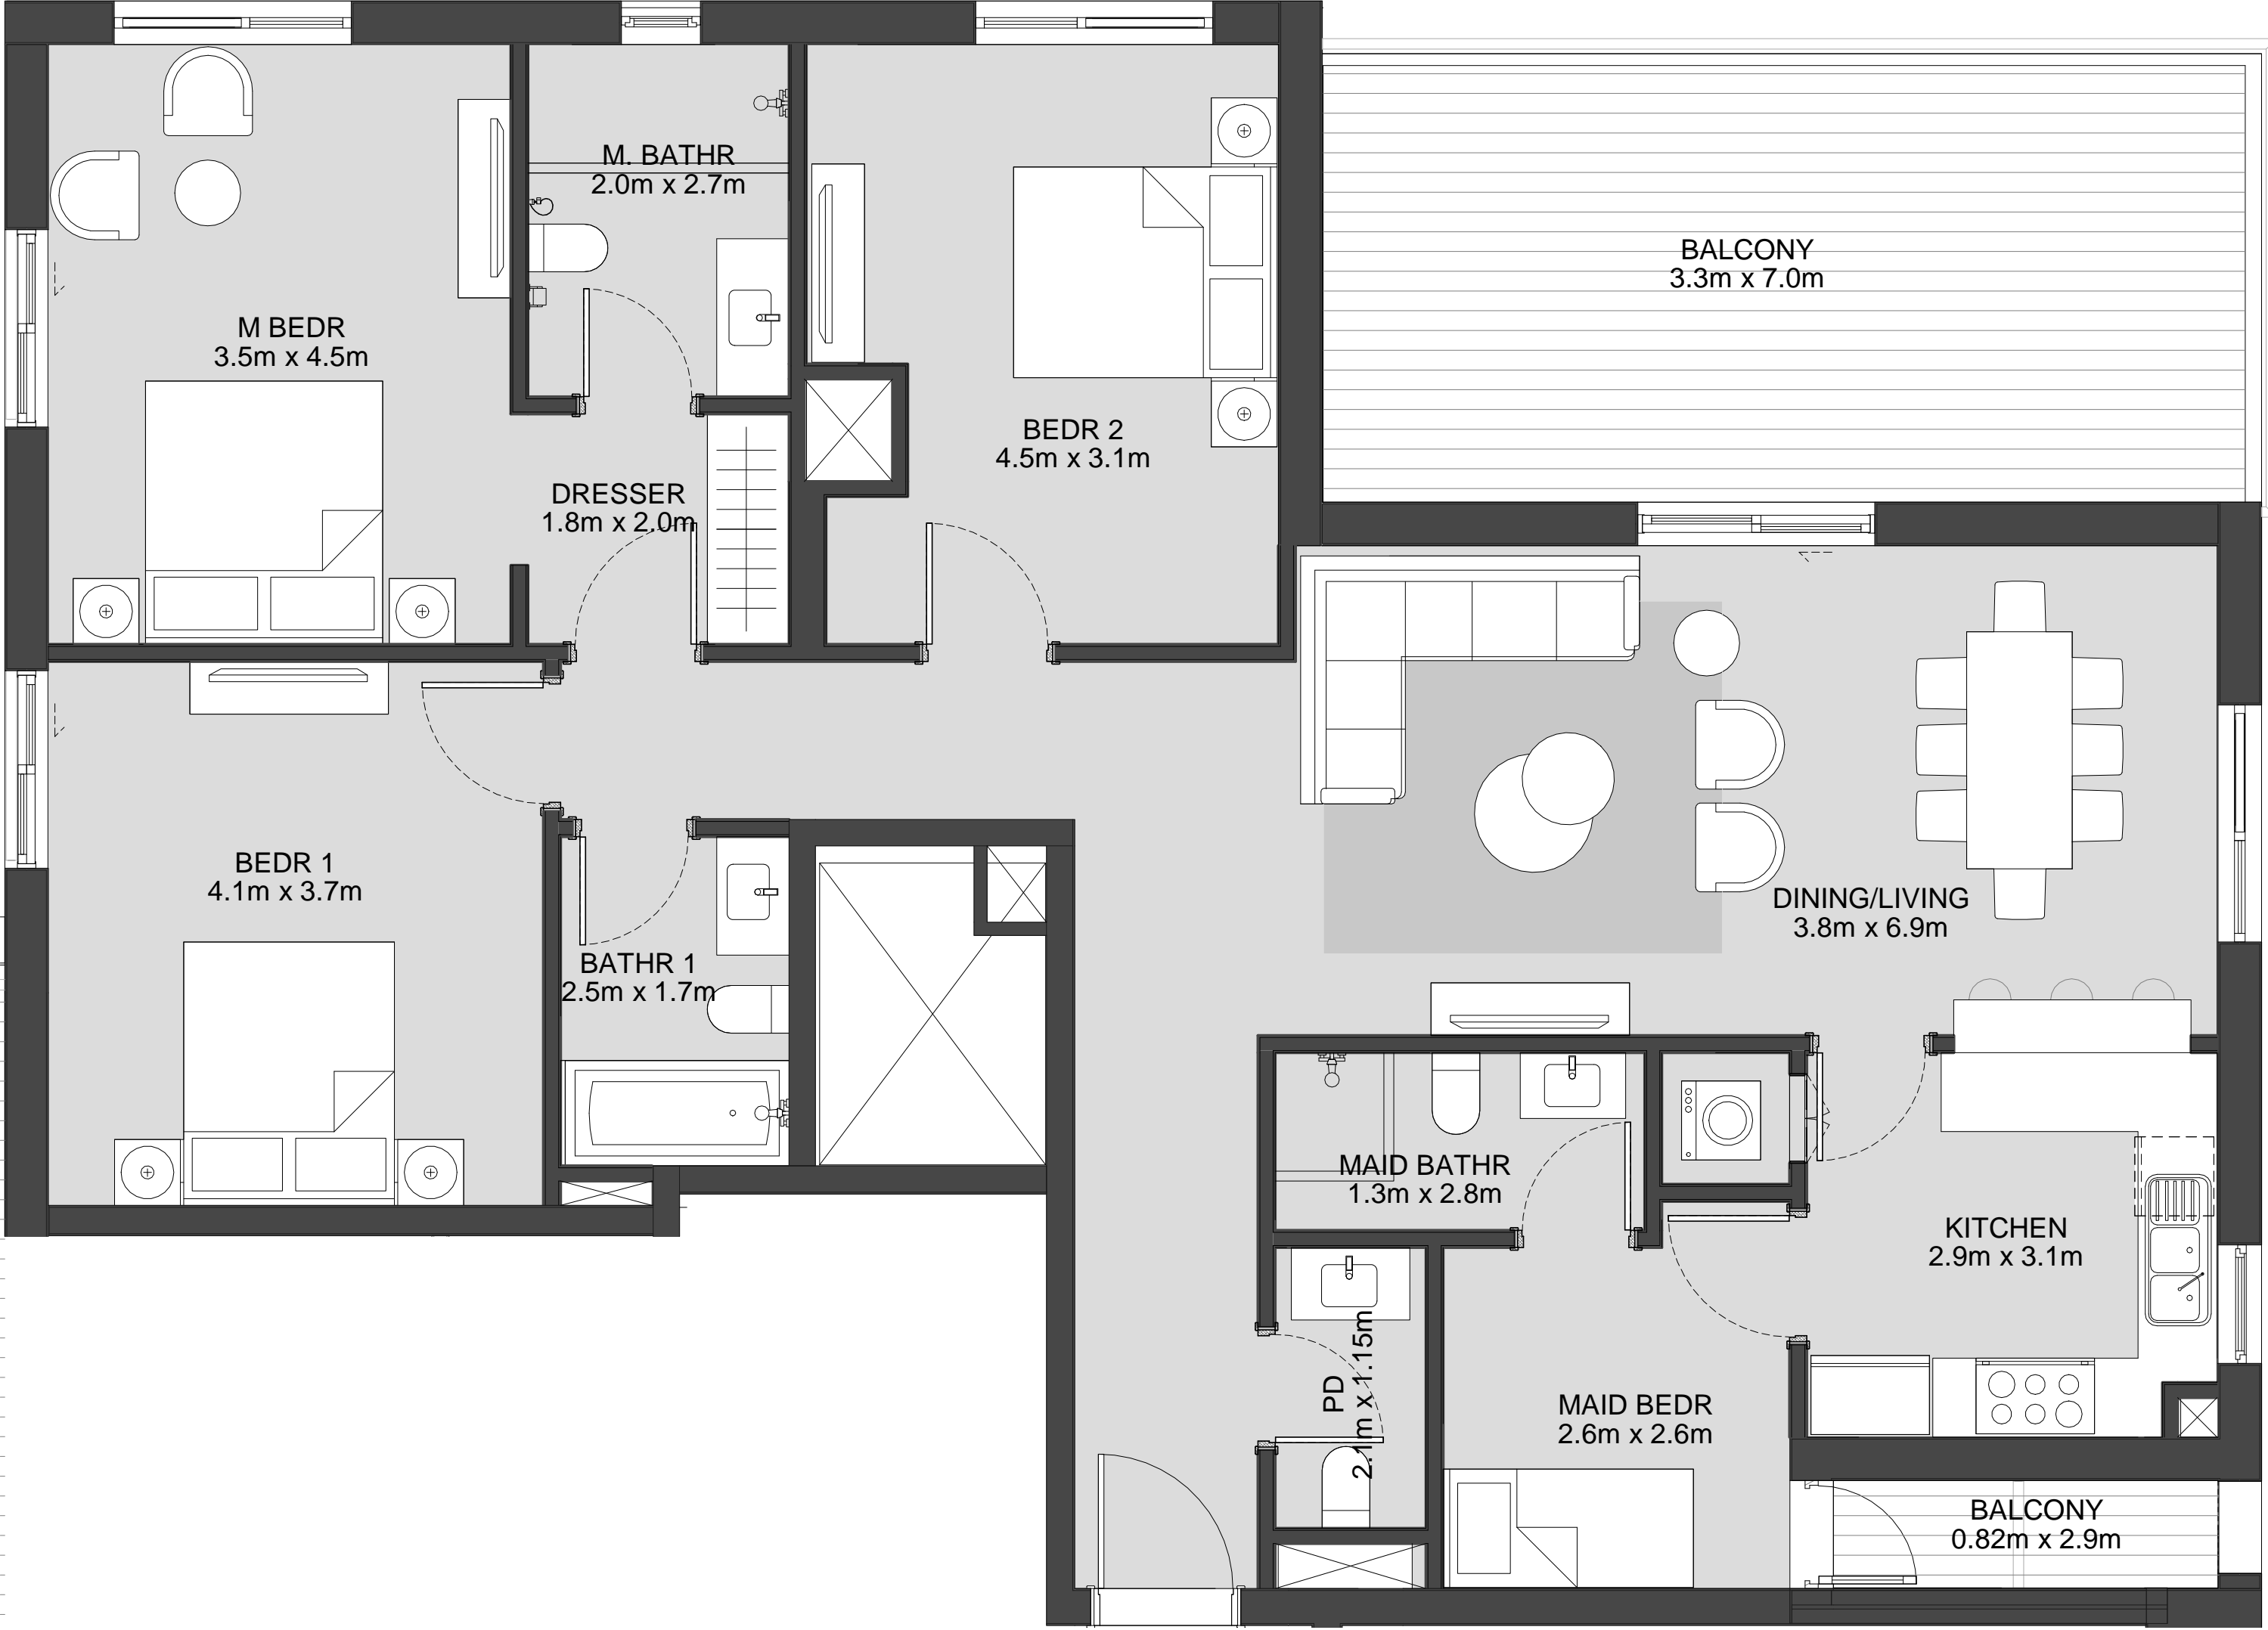 M. BATHR
2.0m x 2.7m
BALCONY
3.3m x 7.0m
M BEDR
3.5m x 4.5m
BEDR 2
4.5m x 3.1m
DRESSER
1.8m x 2.0m
BEDR 1
4.1m x 3.7m
DINING/LIVING
3.8m x 6.9m
BATHR 1
2.5m x 1.7m
MAID BATHR
1.3m x 2.8m
KITCHEN
2.9m x 3.1m
PD
2.1m x 1.15m
MAID BEDR
2.6m x 2.6m
BALCONY
0.82m x 2.9m